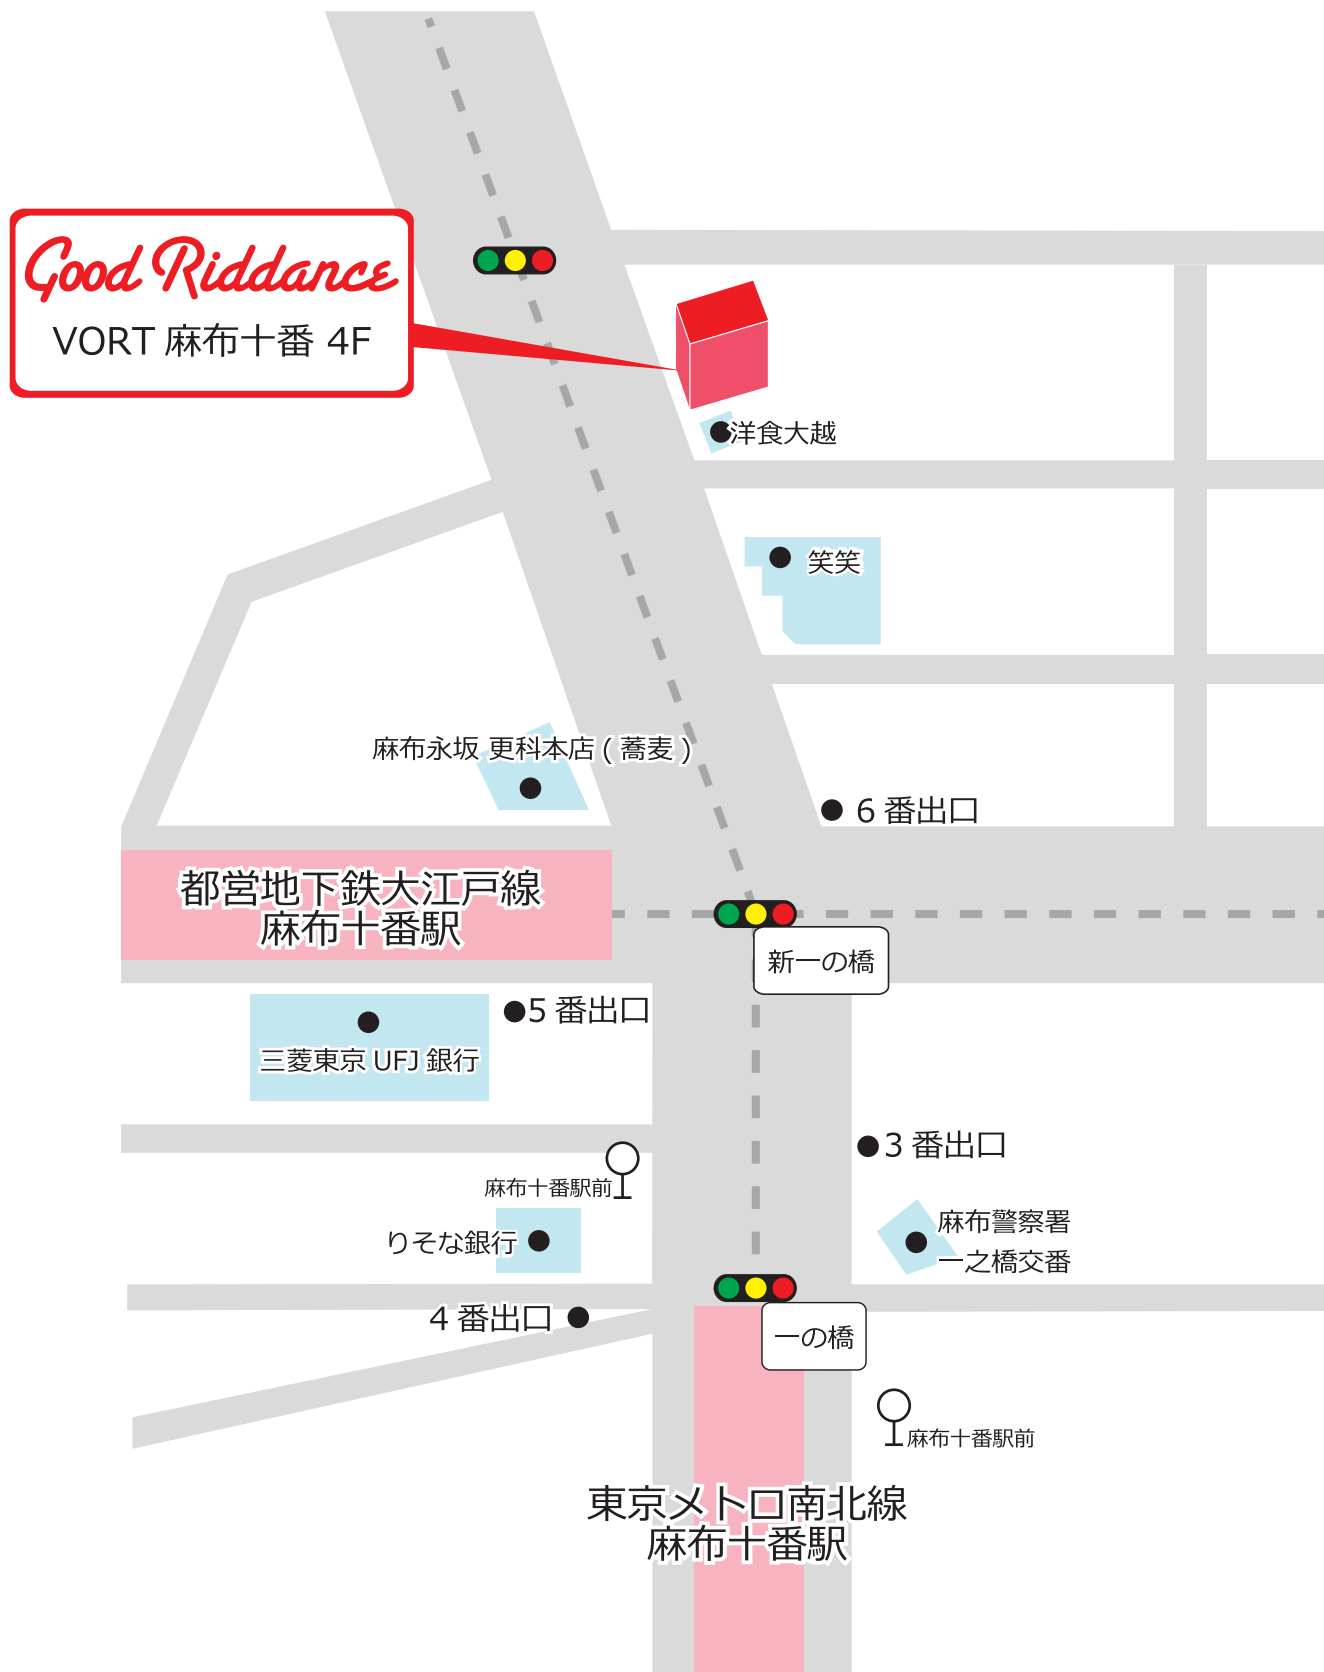 Good Riddance
VORT 麻布十番 4F
洋食大越
笑笑
麻布永坂 更科本店 ( 蕎麦 )
6 番出口
都営地下鉄大江戸線
麻布十番駅
新一の橋
5 番出口
三菱東京 UFJ 銀行
3 番出口
麻布十番駅前
りそな銀行
麻布警察署
一之橋交番
4 番出口
一の橋
麻布十番駅前
東京メトロ南北線
麻布十番駅